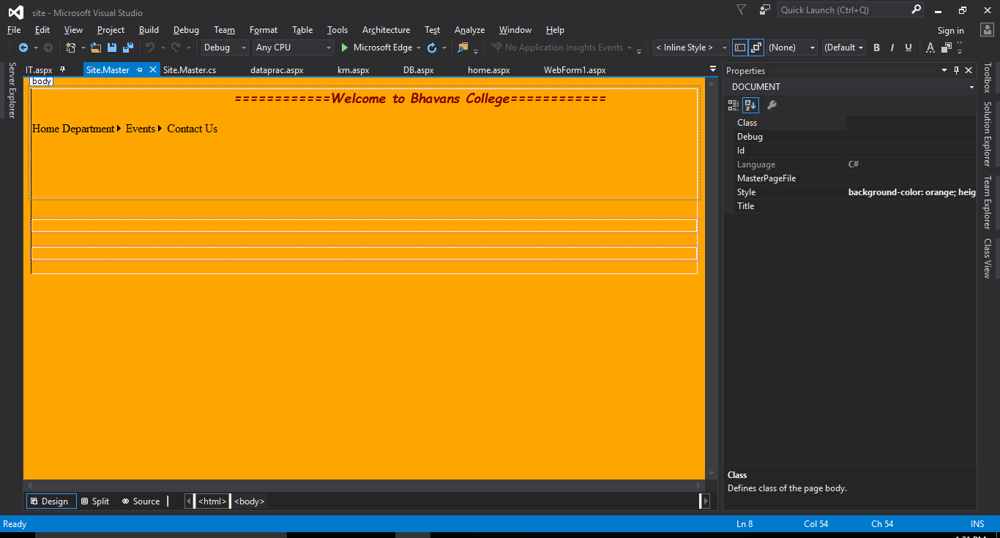 site - Microsoft Visual Studio
Quick Launch (Ctrl+Q)
File Edit View Project Build Debug Team Format Table Tools Architecture Test Analyze Window Help
Sign in
Debug Any CPU Microsoft Edge No Application Insights Events < Inline Style > (None) (Default B I U A
IT.aspx Site.Master Site.Master.cs dataprac.aspx km.aspx DB.aspx home.aspx WebForm1.aspx
body
============Welcome to Bhavans College============
Home Department Events Contact Us
Server Explorer
Properties
DOCUMENT
Class
Debug
Id
Language C#
MasterPageFile
Style background-color: orange; heig
Title
Class
Defines class of the page body.
Toolbox
Solution Explorer
Team Explorer
Class View
Design Split Source <html> <body>
Ready Ln 8 Col 54 Ch 54 INS